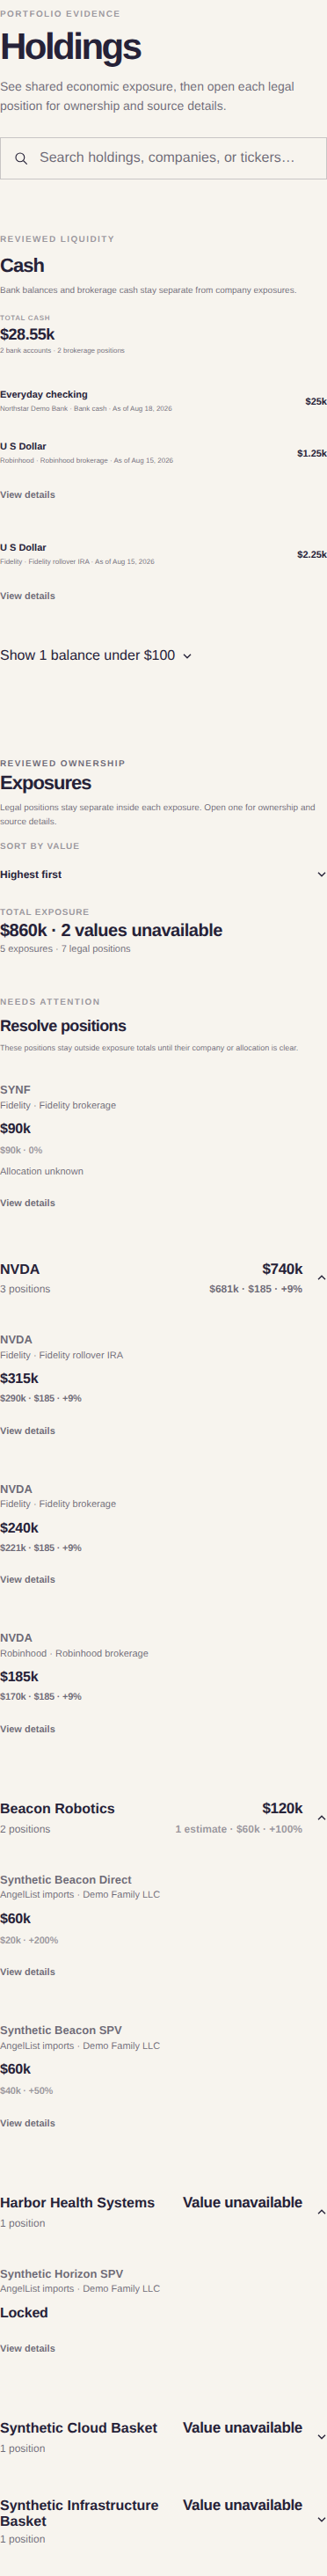 PORTFOLIO EVIDENCE
Holdings
See shared economic exposure, then open each legal
position for ownership and source details.
Search holdings, companies, or tickers…
REVIEWED LIQUIDITY
Cash
Bank balances and brokerage cash stay separate from company exposures.
TOTAL CASH
$28.55k
2 bank accounts · 2 brokerage positions
Everyday checking
$25k
Northstar Demo Bank · Bank cash · As of Aug 18, 2026
U S Dollar
$1.25k
Robinhood · Robinhood brokerage · As of Aug 15, 2026
View details
U S Dollar
$2.25k
Fidelity · Fidelity rollover IRA · As of Aug 15, 2026
View details
Show 1 balance under $100
REVIEWED OWNERSHIP
Exposures
Legal positions stay separate inside each exposure. Open one for ownership and
source details.
SORT BY VALUE
Highest first
TOTAL EXPOSURE
$860k · 2 values unavailable
5 exposures · 7 legal positions
NEEDS ATTENTION
Resolve positions
These positions stay outside exposure totals until their company or allocation is clear.
SYNF
Fidelity · Fidelity brokerage
$90k
$90k · 0%
Allocation unknown
View details
NVDA $740k
3 positions $681k · $185 · +9%
NVDA
Fidelity · Fidelity rollover IRA
$315k
$290k · $185 · +9%
View details
NVDA
Fidelity · Fidelity brokerage
$240k
$221k · $185 · +9%
View details
NVDA
Robinhood · Robinhood brokerage
$185k
$170k · $185 · +9%
View details
Beacon Robotics $120k
2 positions 1 estimate · $60k · +100%
Synthetic Beacon Direct
AngelList imports · Demo Family LLC
$60k
$20k · +200%
View details
Synthetic Beacon SPV
AngelList imports · Demo Family LLC
$60k
$40k · +50%
View details
Harbor Health Systems Value unavailable
1 position
Synthetic Horizon SPV
AngelList imports · Demo Family LLC
Locked
View details
Synthetic Cloud Basket Value unavailable
1 position
Synthetic Infrastructure Value unavailable
Basket
1 position